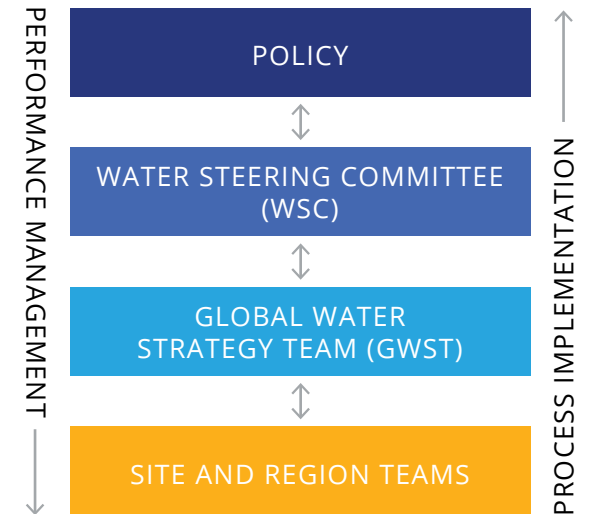 PERFORMANCE MANAGEMENT
POLICY
WATER STEERING COMMITTEE
(WSC)
GLOBAL WATER
STRATEGY TEAM (GWST)
SITE AND REGION TEAMS
PROCESS IMPLEMENTATION